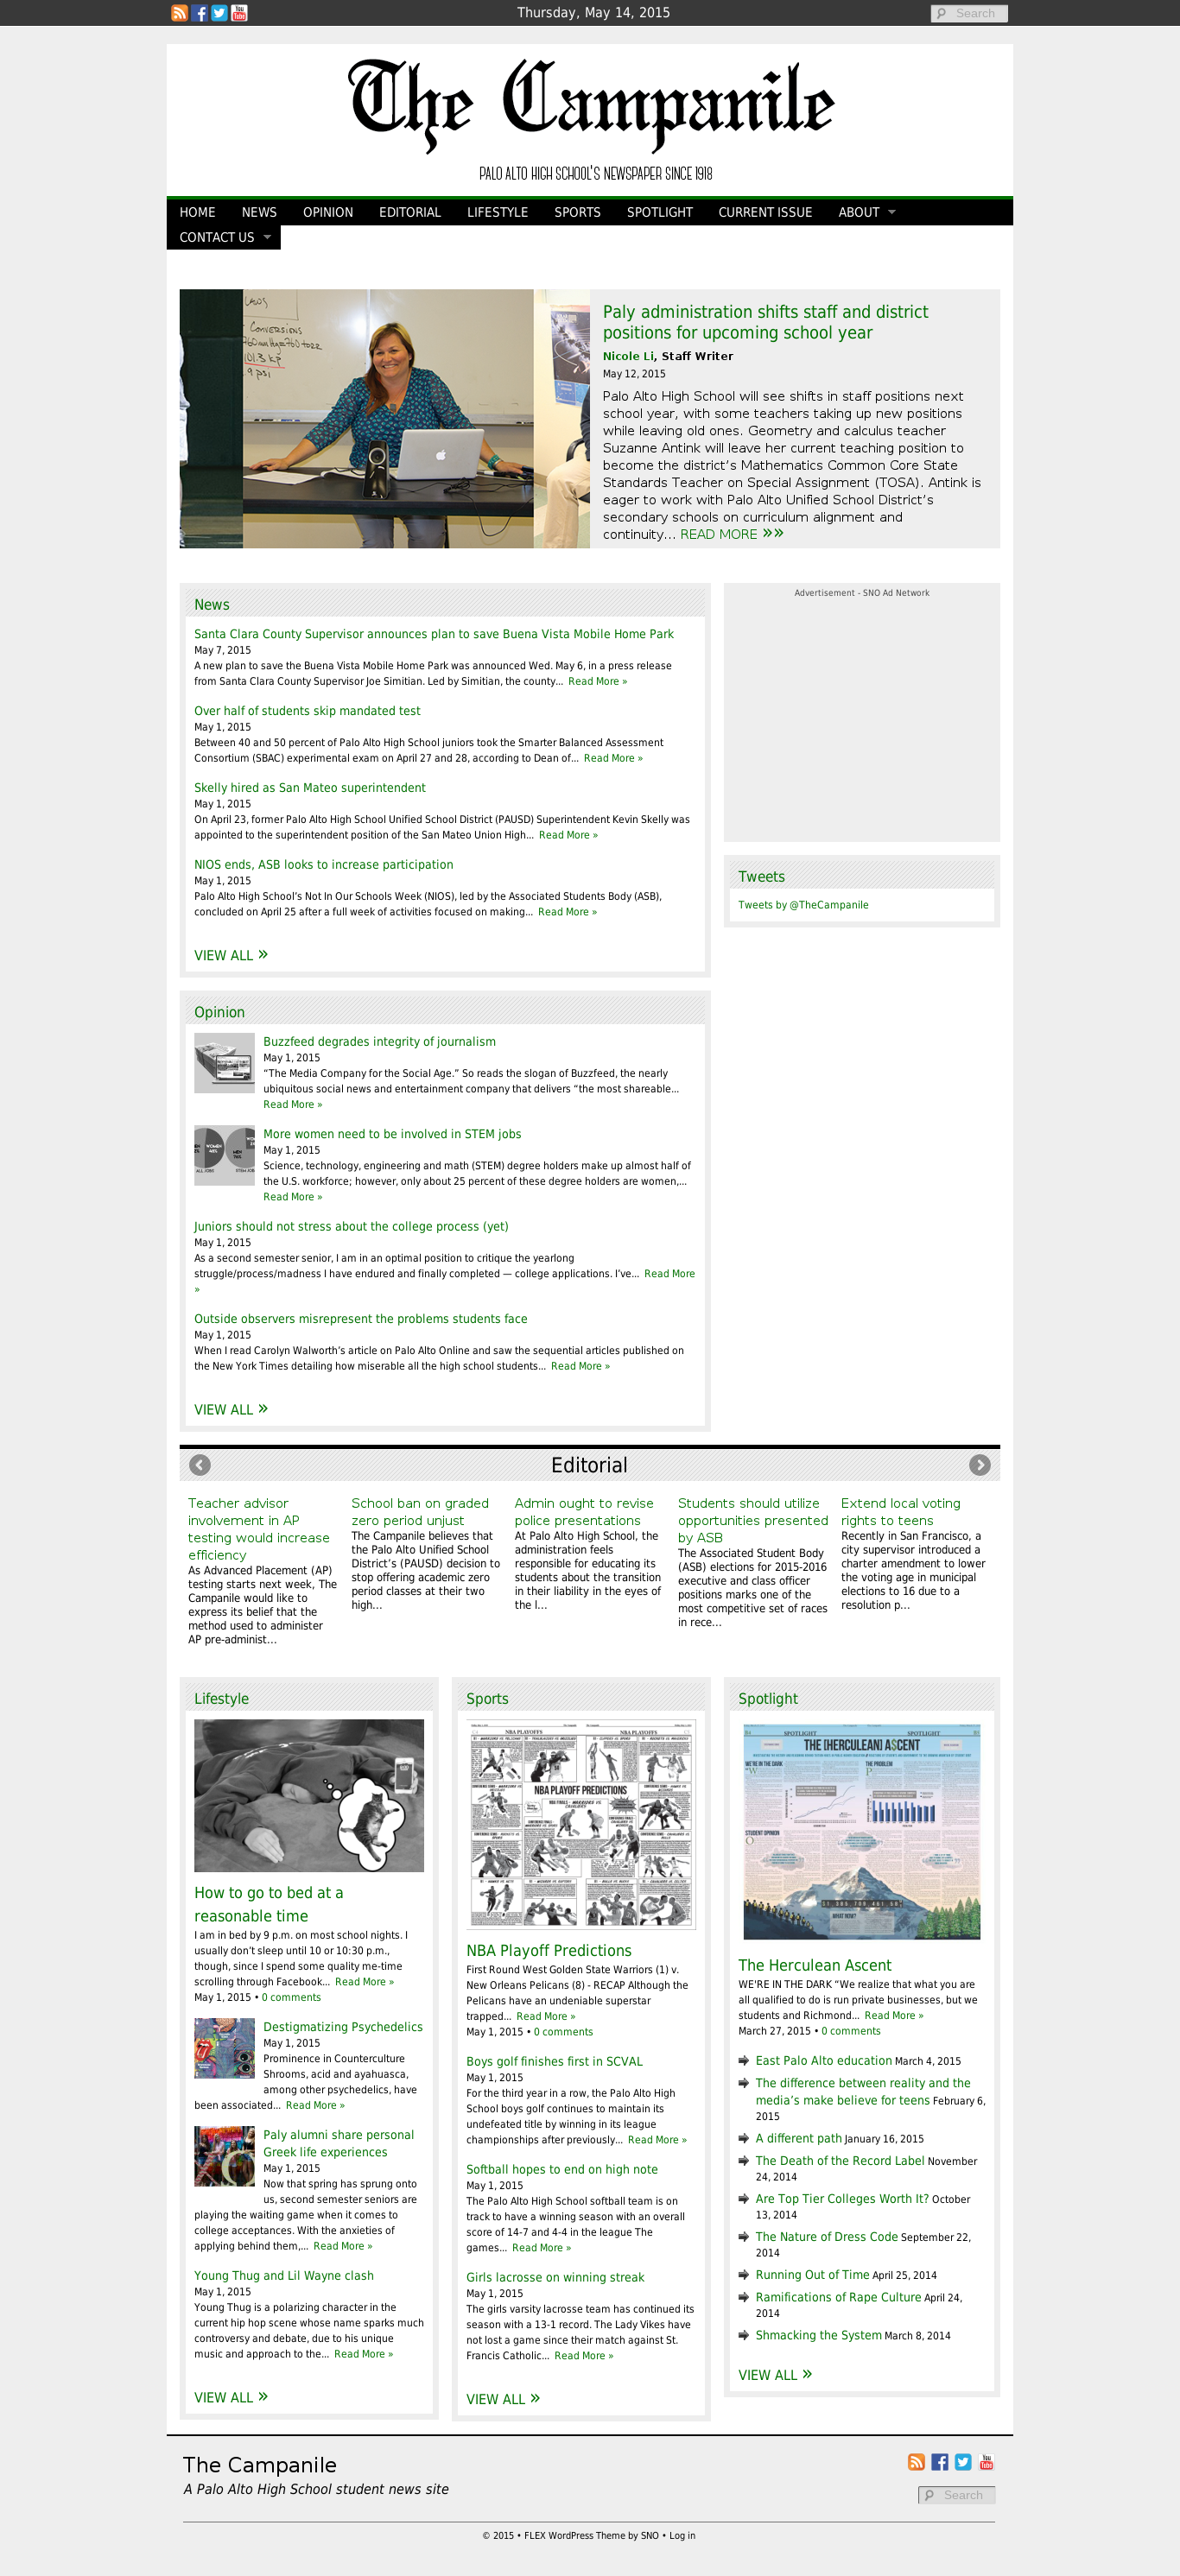 Thursday, May 14, 2015
Search
The Campanile
PALO ALTO HIGH SCHOOL'S NEWSPAPER SINCE 1918
HOME NEWS OPINION EDITORIAL LIFESTYLE SPORTS SPOTLIGHT CURRENT ISSUE ABOUT
CONTACT US
Paly administration shifts staff and district
positions for upcoming school year
Nicole Li, Staff Writer
May 12, 2015
Palo Alto High School will see shifts in staff positions next
school year, with some teachers taking up new positions
while leaving old ones. Geometry and calculus teacher
Suzanne Antink will leave her current teaching position to
become the district's Mathematics Common Core State
Standards Teacher on Special Assignment (TOSA). Antink is
eager to work with Palo Alto Unified School District's
secondary schools on curriculum alignment and
continuity... READ MORE »»
News
Santa Clara County Supervisor announces plan to save Buena Vista Mobile Home Park
May 7, 2015
A new plan to save the Buena Vista Mobile Home Park was announced Wed. May 6, in a press release
from Santa Clara County Supervisor Joe Simitian. Led by Simitian, the county... Read More »
Over half of students skip mandated test
May 1, 2015
Between 40 and 50 percent of Palo Alto High School juniors took the Smarter Balanced Assessment
Consortium (SBAC) experimental exam on April 27 and 28, according to Dean of... Read More »
Skelly hired as San Mateo superintendent
May 1, 2015
On April 23, former Palo Alto High School Unified School District (PAUSD) Superintendent Kevin Skelly was
appointed to the superintendent position of the San Mateo Union High... Read More »
NIOS ends, ASB looks to increase participation
May 1, 2015
Palo Alto High School's Not In Our Schools Week (NIOS), led by the Associated Students Body (ASB),
concluded on April 25 after a full week of activities focused on making... Read More »
VIEW ALL »
Advertisement - SNO Ad Network
Tweets
Tweets by @TheCampanile
Opinion
Buzzfeed degrades integrity of journalism
May 1, 2015
“The Media Company for the Social Age.” So reads the slogan of Buzzfeed, the nearly
ubiquitous social news and entertainment company that delivers “the most shareable...
Read More »
More women need to be involved in STEM jobs
May 1, 2015
Science, technology, engineering and math (STEM) degree holders make up almost half of
the U.S. workforce; however, only about 25 percent of these degree holders are women,...
Read More »
Juniors should not stress about the college process (yet)
May 1, 2015
As a second semester senior, I am in an optimal position to critique the yearlong
struggle/process/madness I have endured and finally completed — college applications. I've... Read More
»
Outside observers misrepresent the problems students face
May 1, 2015
When I read Carolyn Walworth's article on Palo Alto Online and saw the sequential articles published on
the New York Times detailing how miserable all the high school students... Read More »
VIEW ALL »
Editorial
Teacher advisor
involvement in AP
testing would increase
efficiency
As Advanced Placement (AP)
testing starts next week, The
Campanile would like to
express its belief that the
method used to administer
AP pre-administ...
School ban on graded
zero period unjust
The Campanile believes that
the Palo Alto Unified School
District's (PAUSD) decision to
stop offering academic zero
period classes at their two
high...
Admin ought to revise
police presentations
At Palo Alto High School, the
administration feels
responsible for educating its
students about the transition
in their liability in the eyes of
the l...
Students should utilize
opportunities presented
by ASB
The Associated Student Body
(ASB) elections for 2015-2016
executive and class officer
positions marks one of the
most competitive set of races
in rece...
Extend local voting
rights to teens
Recently in San Francisco, a
city supervisor introduced a
charter amendment to lower
the voting age in municipal
elections to 16 due to a
resolution p...
Lifestyle
How to go to bed at a
reasonable time
I am in bed by 9 p.m. on most school nights. I
usually don't sleep until 10 or 10:30 p.m.,
though, since I spend some quality me-time
scrolling through Facebook... Read More »
May 1, 2015 • 0 comments
Destigmatizing Psychedelics
May 1, 2015
Prominence in Counterculture
Shrooms, acid and ayahuasca,
among other psychedelics, have
been associated... Read More »
Paly alumni share personal
Greek life experiences
May 1, 2015
Now that spring has sprung onto
us, second semester seniors are
playing the waiting game when it comes to
college acceptances. With the anxieties of
applying behind them,... Read More »
Young Thug and Lil Wayne clash
May 1, 2015
Young Thug is a polarizing character in the
current hip hop scene whose name sparks much
controversy and debate, due to his unique
music and approach to the... Read More »
VIEW ALL »
Sports
NBA PLAYOFFS NBA PLAYOFFS
NBA PLAYOFF PREDICTIONS
NBA Playoff Predictions
First Round West Golden State Warriors (1) v.
New Orleans Pelicans (8) - RECAP Although the
Pelicans have an undeniable superstar
trapped... Read More »
May 1, 2015 • 0 comments
Boys golf finishes first in SCVAL
May 1, 2015
For the third year in a row, the Palo Alto High
School boys golf continues to maintain its
undefeated title by winning in its league
championships after previously... Read More »
Softball hopes to end on high note
May 1, 2015
The Palo Alto High School softball team is on
track to have a winning season with an overall
score of 14-7 and 4-4 in the league The
games... Read More »
Girls lacrosse on winning streak
May 1, 2015
The girls varsity lacrosse team has continued its
season with a 13-1 record. The Lady Vikes have
not lost a game since their match against St.
Francis Catholic... Read More »
VIEW ALL »
Spotlight
SPOTLIGHT SPOTLIGHT
THE [HERCULEAN] A$CENT
WE'RE IN THE DARK
THE PROBLEM
STUDENT OPINION
WHAT NOW?
The Herculean Ascent
WE'RE IN THE DARK “We realize that what you are
all qualified to do is run private businesses, but we
students and Richmond... Read More »
March 27, 2015 • 0 comments
East Palo Alto education March 4, 2015
The difference between reality and the
media's make believe for teens February 6,
2015
A different path January 16, 2015
The Death of the Record Label November
24, 2014
Are Top Tier Colleges Worth It? October
13, 2014
The Nature of Dress Code September 22,
2014
Running Out of Time April 25, 2014
Ramifications of Rape Culture April 24,
2014
Shmacking the System March 8, 2014
VIEW ALL »
The Campanile
A Palo Alto High School student news site
Search
© 2015 • FLEX WordPress Theme by SNO • Log in